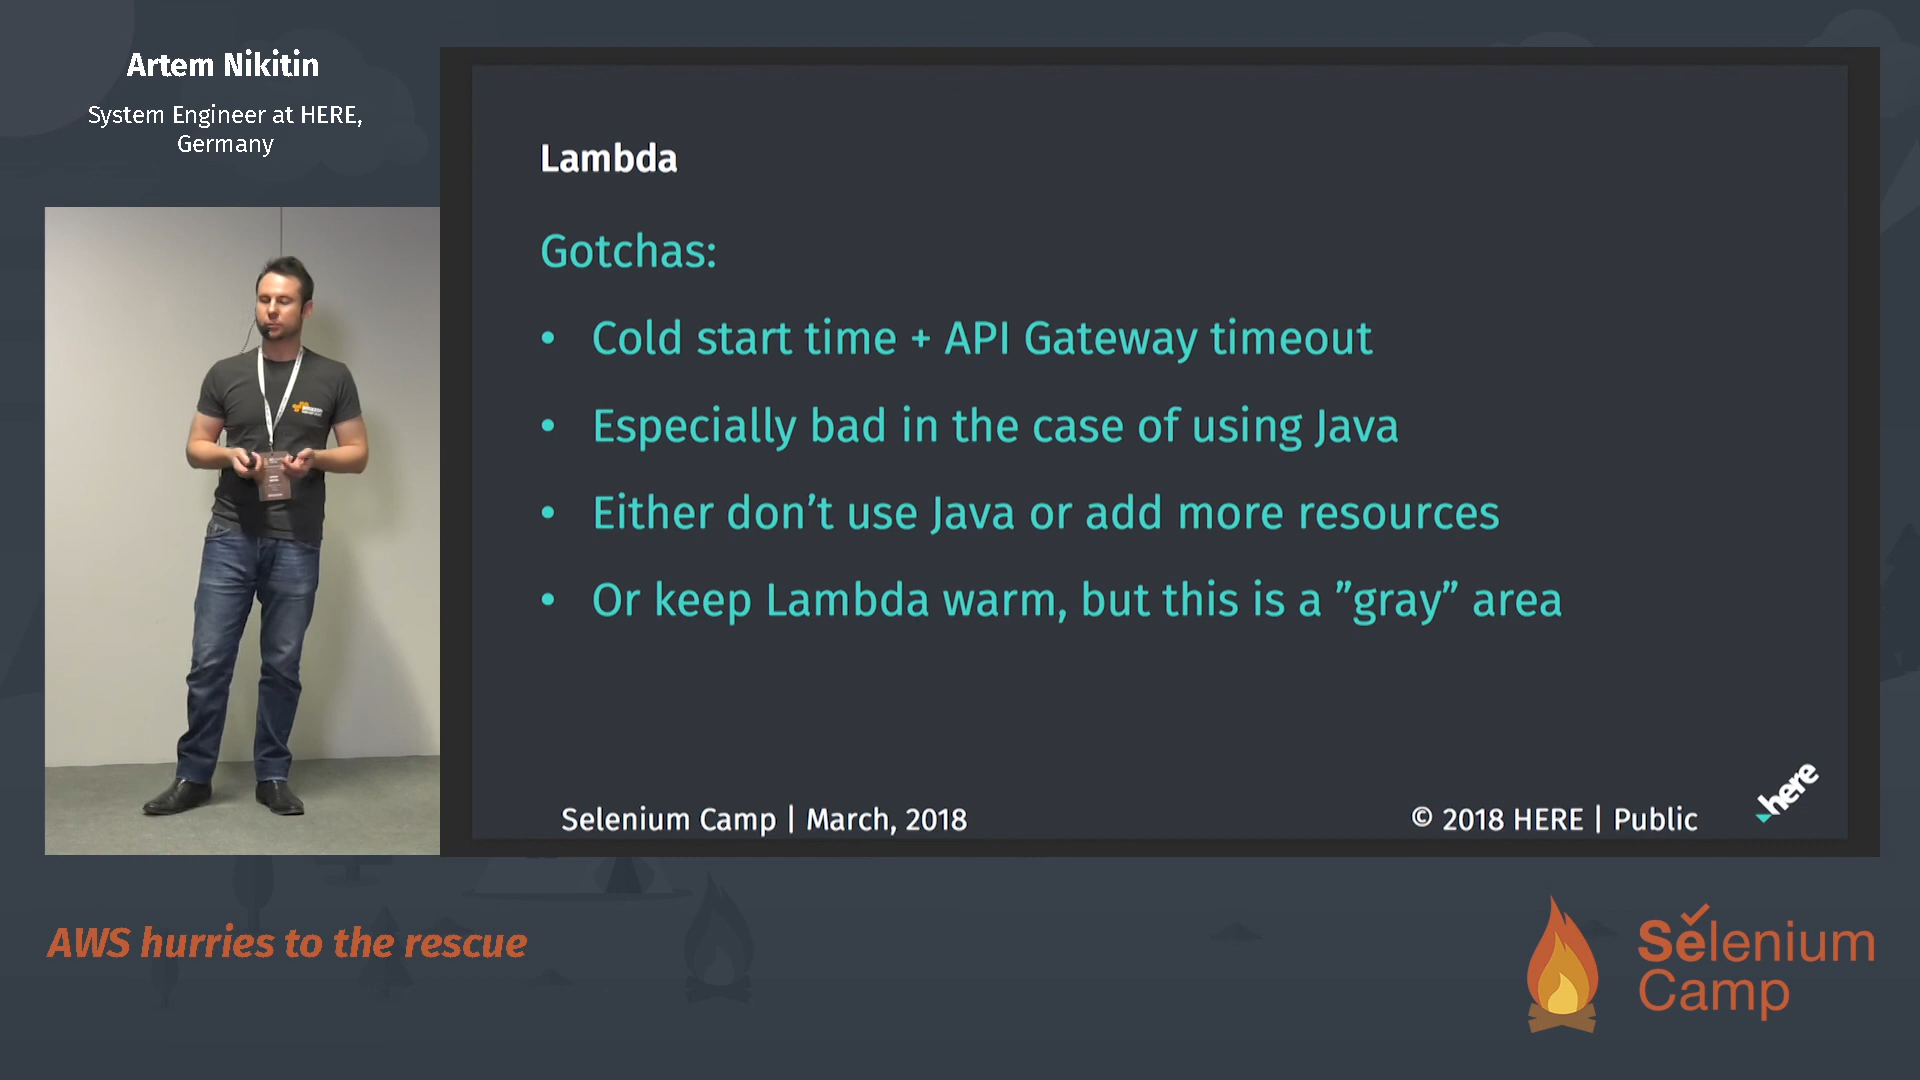 Artem Nikitin
System Engineer at HERE,
Germany
Lambda
Gotchas:
• Cold start time + API Gateway timeout
• Especially bad in the case of using Java
• Either don’t use Java or add more resources
• Or keep Lambda warm, but this is a ”gray” area
Selenium Camp | March, 2018
© 2018 HERE | Public
here
AWS hurries to the rescue
Selenium
Camp